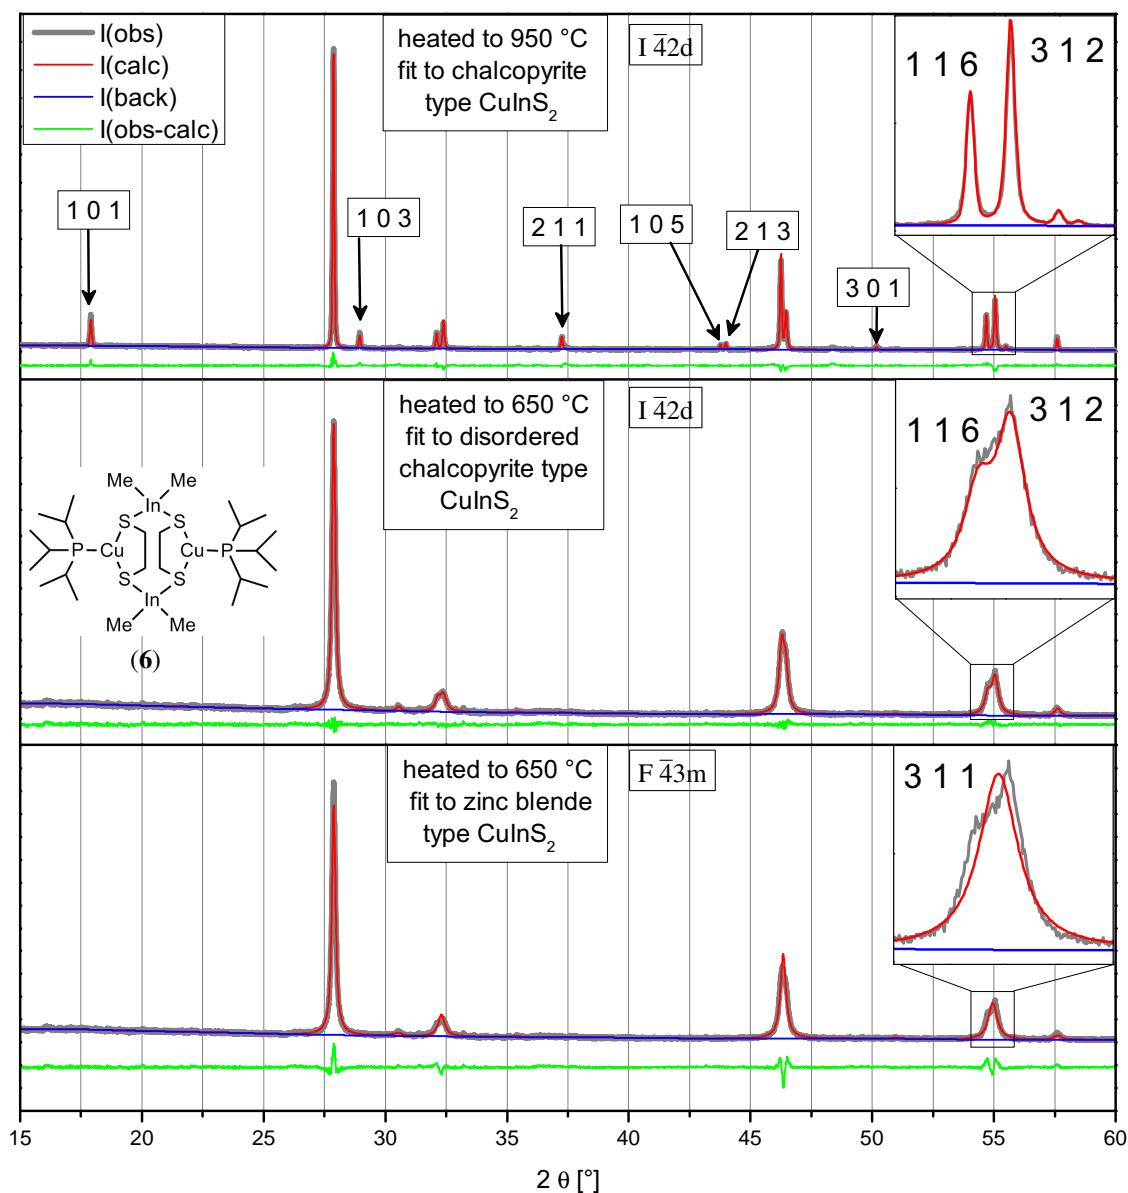 I(obs)
I(calc)
I(back)
I(obs-calc)
heated to 950 °C
fit to chalcopyrite
type CuInS₂
I 4̅2d
1 1 6
3 1 2
1 0 1
1 0 3
2 1 1
1 0 5
2 1 3
3 0 1
heated to 650 °C
fit to disordered
chalcopyrite type
CuInS₂
I 4̅2d
1 1 6
3 1 2
Me Me
In
S S
P Cu Cu P
S S
In
Me Me
(6)
heated to 650 °C
fit to zinc blende
type CuInS₂
F 4̅3m
3 1 1
15 20 25 30 35 40 45 50 55 60
2 θ [°]